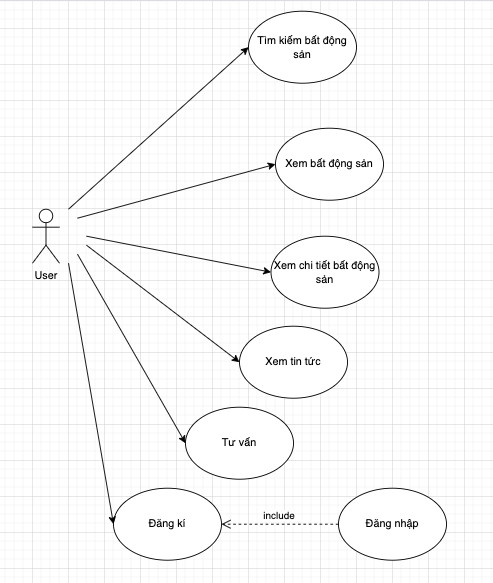 Tìm kiếm bất động
sản
Xem bất động sản
Xem chi tiết bất động
sản
User
Xem tin tức
Tư vấn
Đăng kí
include
Đăng nhập